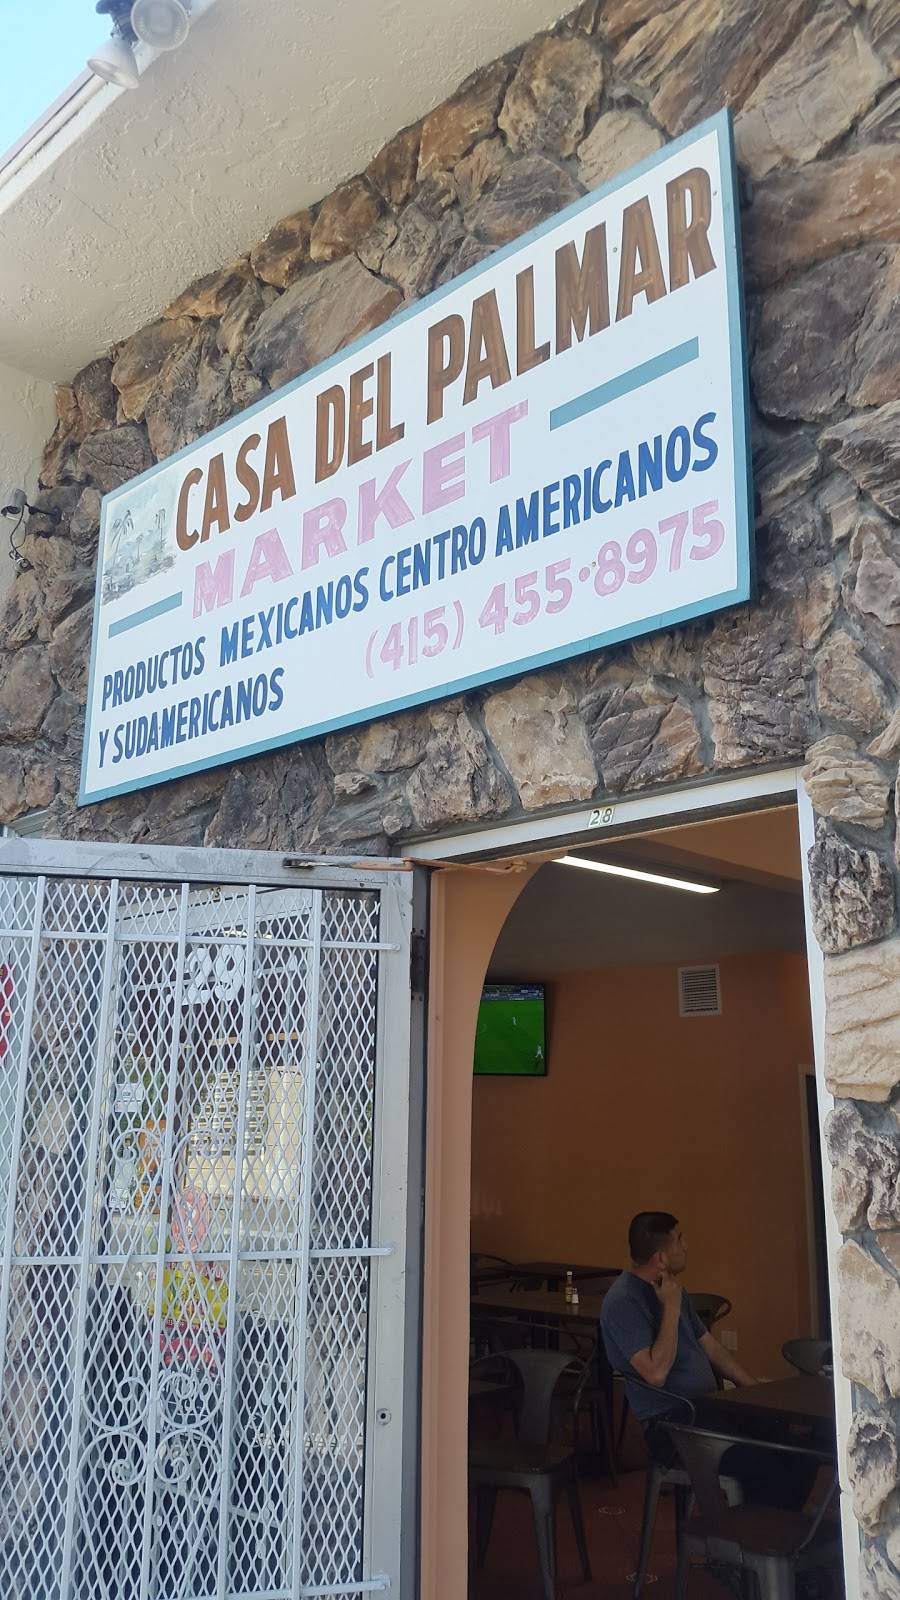 CASA DEL PALMAR
MARKET
PRODUCTOS MEXICANOS CENTRO AMERICANOS
Y SUDAMERICANOS
(415) 455·8975
28